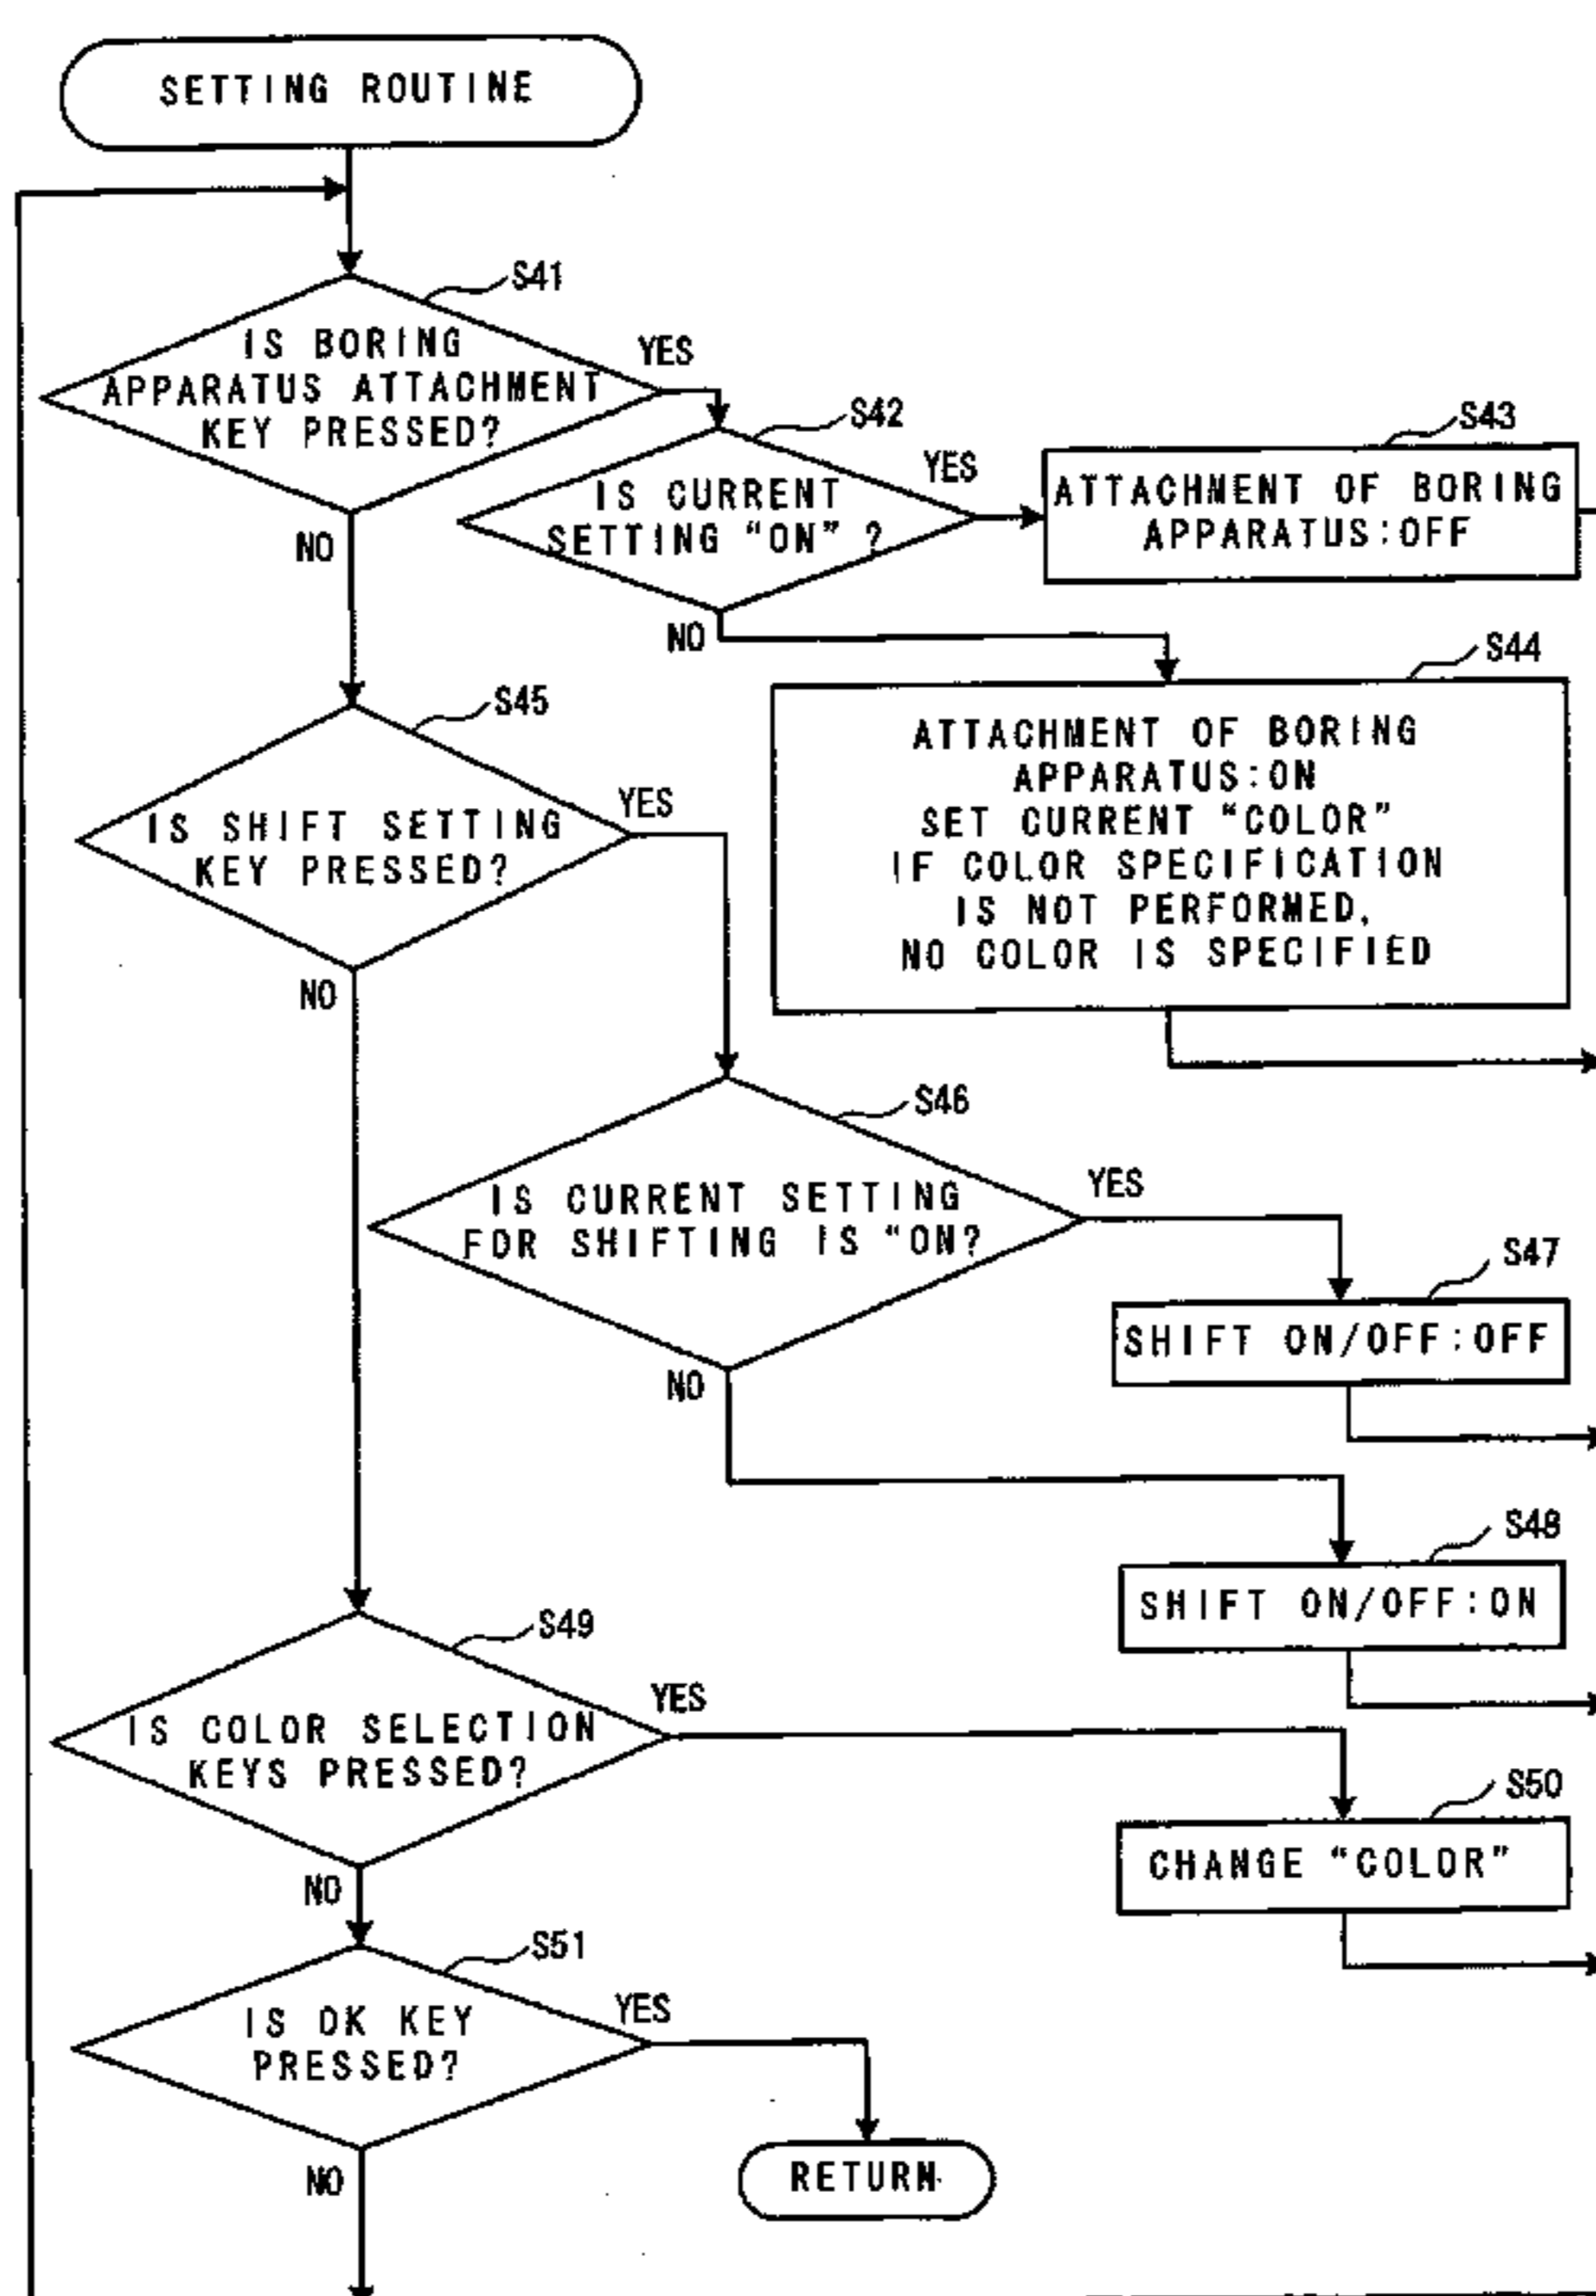 SETTING ROUTINE
S41
IS BORING
APPARATUS ATTACHMENT
KEY PRESSED?
YES
NO
S42
IS CURRENT
SETTING "ON" ?
YES
NO
S43
ATTACHMENT OF BORING
APPARATUS:OFF
S44
ATTACHMENT OF BORING
APPARATUS:ON
SET CURRENT "COLOR"
IF COLOR SPECIFICATION
IS NOT PERFORMED,
NO COLOR IS SPECIFIED
S45
IS SHIFT SETTING
KEY PRESSED?
YES
NO
S46
IS CURRENT SETTING
FOR SHIFTING IS "ON?
YES
NO
S47
SHIFT ON/OFF:OFF
S48
SHIFT ON/OFF:ON
S49
IS COLOR SELECTION
KEYS PRESSED?
YES
NO
S50
CHANGE "COLOR"
S51
IS OK KEY
PRESSED?
YES
NO
RETURN